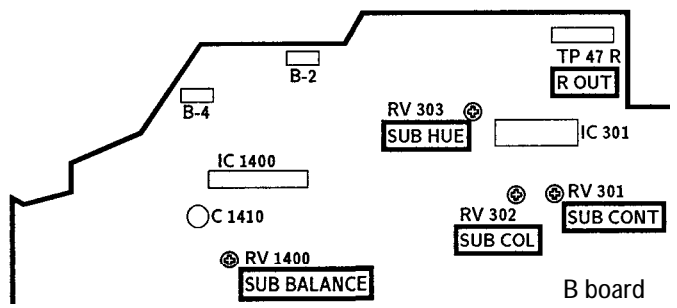 TP 47 R
R OUT
B-2
B-4
RV 303
SUB HUE
IC 301
IC 1400
C 1410
RV 301
SUB CONT
RV 302
SUB COL
RV 1400
SUB BALANCE
B board